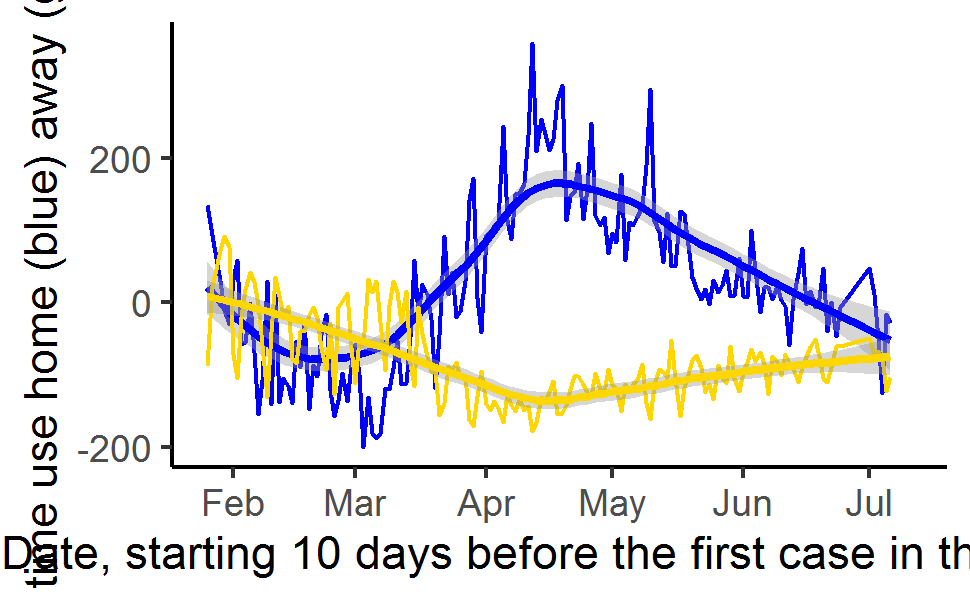 time use home (blue) away (
200
0
-200
Feb Mar Apr May Jun Jul
Date, starting 10 days before the first case in th